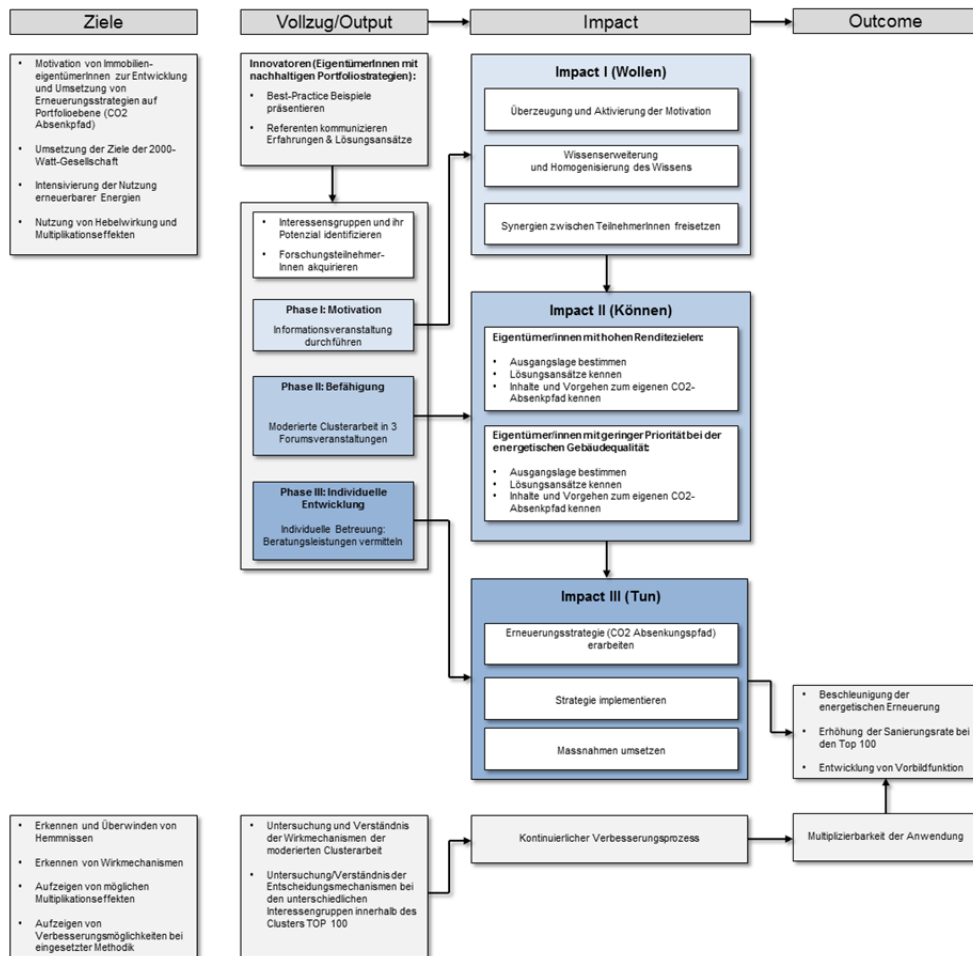 Ziele
Vollzug/Output
Impact
Outcome
• Motivation von Immobilien-
eigentümerInnen zur Entwicklung
und Umsetzung von
Erneuerungsstrategien auf
Portfolioebene (CO2
Absenkpfad)
• Umsetzung der Ziele der 2000-
Watt-Gesellschaft
• Intensivierung der Nutzung
erneuerbarer Energien
• Nutzung von Hebelwirkung und
Multiplikationseffekten
Innovatoren (EigentümerInnen mit
nachhaltigen Portfoliostrategien):
• Best-Practice Beispiele
präsentieren
• Referenten kommunizieren
Erfahrungen & Lösungsansätze
• Interessensgruppen und ihr
Potenzial identifizieren
• Forschungsteilnehmer-
Innen akquirieren
Phase I: Motivation
Informationsveranstaltung
durchführen
Phase II: Befähigung
Moderierte Clusterarbeit in 3
Forumsveranstaltungen
Phase III: Individuelle
Entwicklung
Individuelle Betreuung:
Beratungsleistungen vermitteln
Impact I (Wollen)
Überzeugung und Aktivierung der Motivation
Wissenserweiterung
und Homogenisierung des Wissens
Synergien zwischen TeilnehmerInnen freisetzen
Impact II (Können)
Eigentümer/innen mit hohen Renditezielen:
• Ausgangslage bestimmen
• Lösungsansätze kennen
• Inhalte und Vorgehen zum eigenen CO2-
Absenkpfad kennen
Eigentümer/innen mit geringer Priorität bei der
energetischen Gebäudequalität:
• Ausgangslage bestimmen
• Lösungsansätze kennen
• Inhalte und Vorgehen zum eigenen CO2-
Absenkpfad kennen
Impact III (Tun)
Erneuerungsstrategie (CO2 Absenkungspfad)
erarbeiten
Strategie implementieren
Massnahmen umsetzen
• Beschleunigung der
energetischen Erneuerung
• Erhöhung der Sanierungsrate bei
den Top 100
• Entwicklung von Vorbildfunktion
• Erkennen und Überwinden von
Hemmnissen
• Erkennen von Wirkmechanismen
• Aufzeigen von möglichen
Multiplikationseffekten
• Aufzeigen von
Verbesserungsmöglichkeiten bei
eingesetzter Methodik
• Untersuchung und Verständnis
der Wirkmechanismen der
moderierten Clusterarbeit
• Untersuchung/Verständnis der
Entscheidungsmechanismen bei
den unterschiedlichen
Interessengruppen innerhalb des
Clusters TOP 100
Kontinuierlicher Verbesserungsprozess
Multiplizierbarkeit der Anwendung